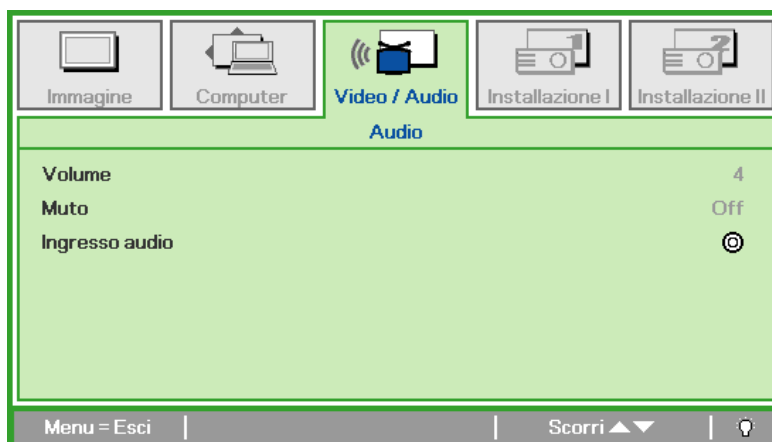 Immagine
Computer
Video / Audio
Installazione I
Installazione II
Audio
Volume 4
Muto Off
Ingresso audio
Menu = Esci
Scorri ▲▼